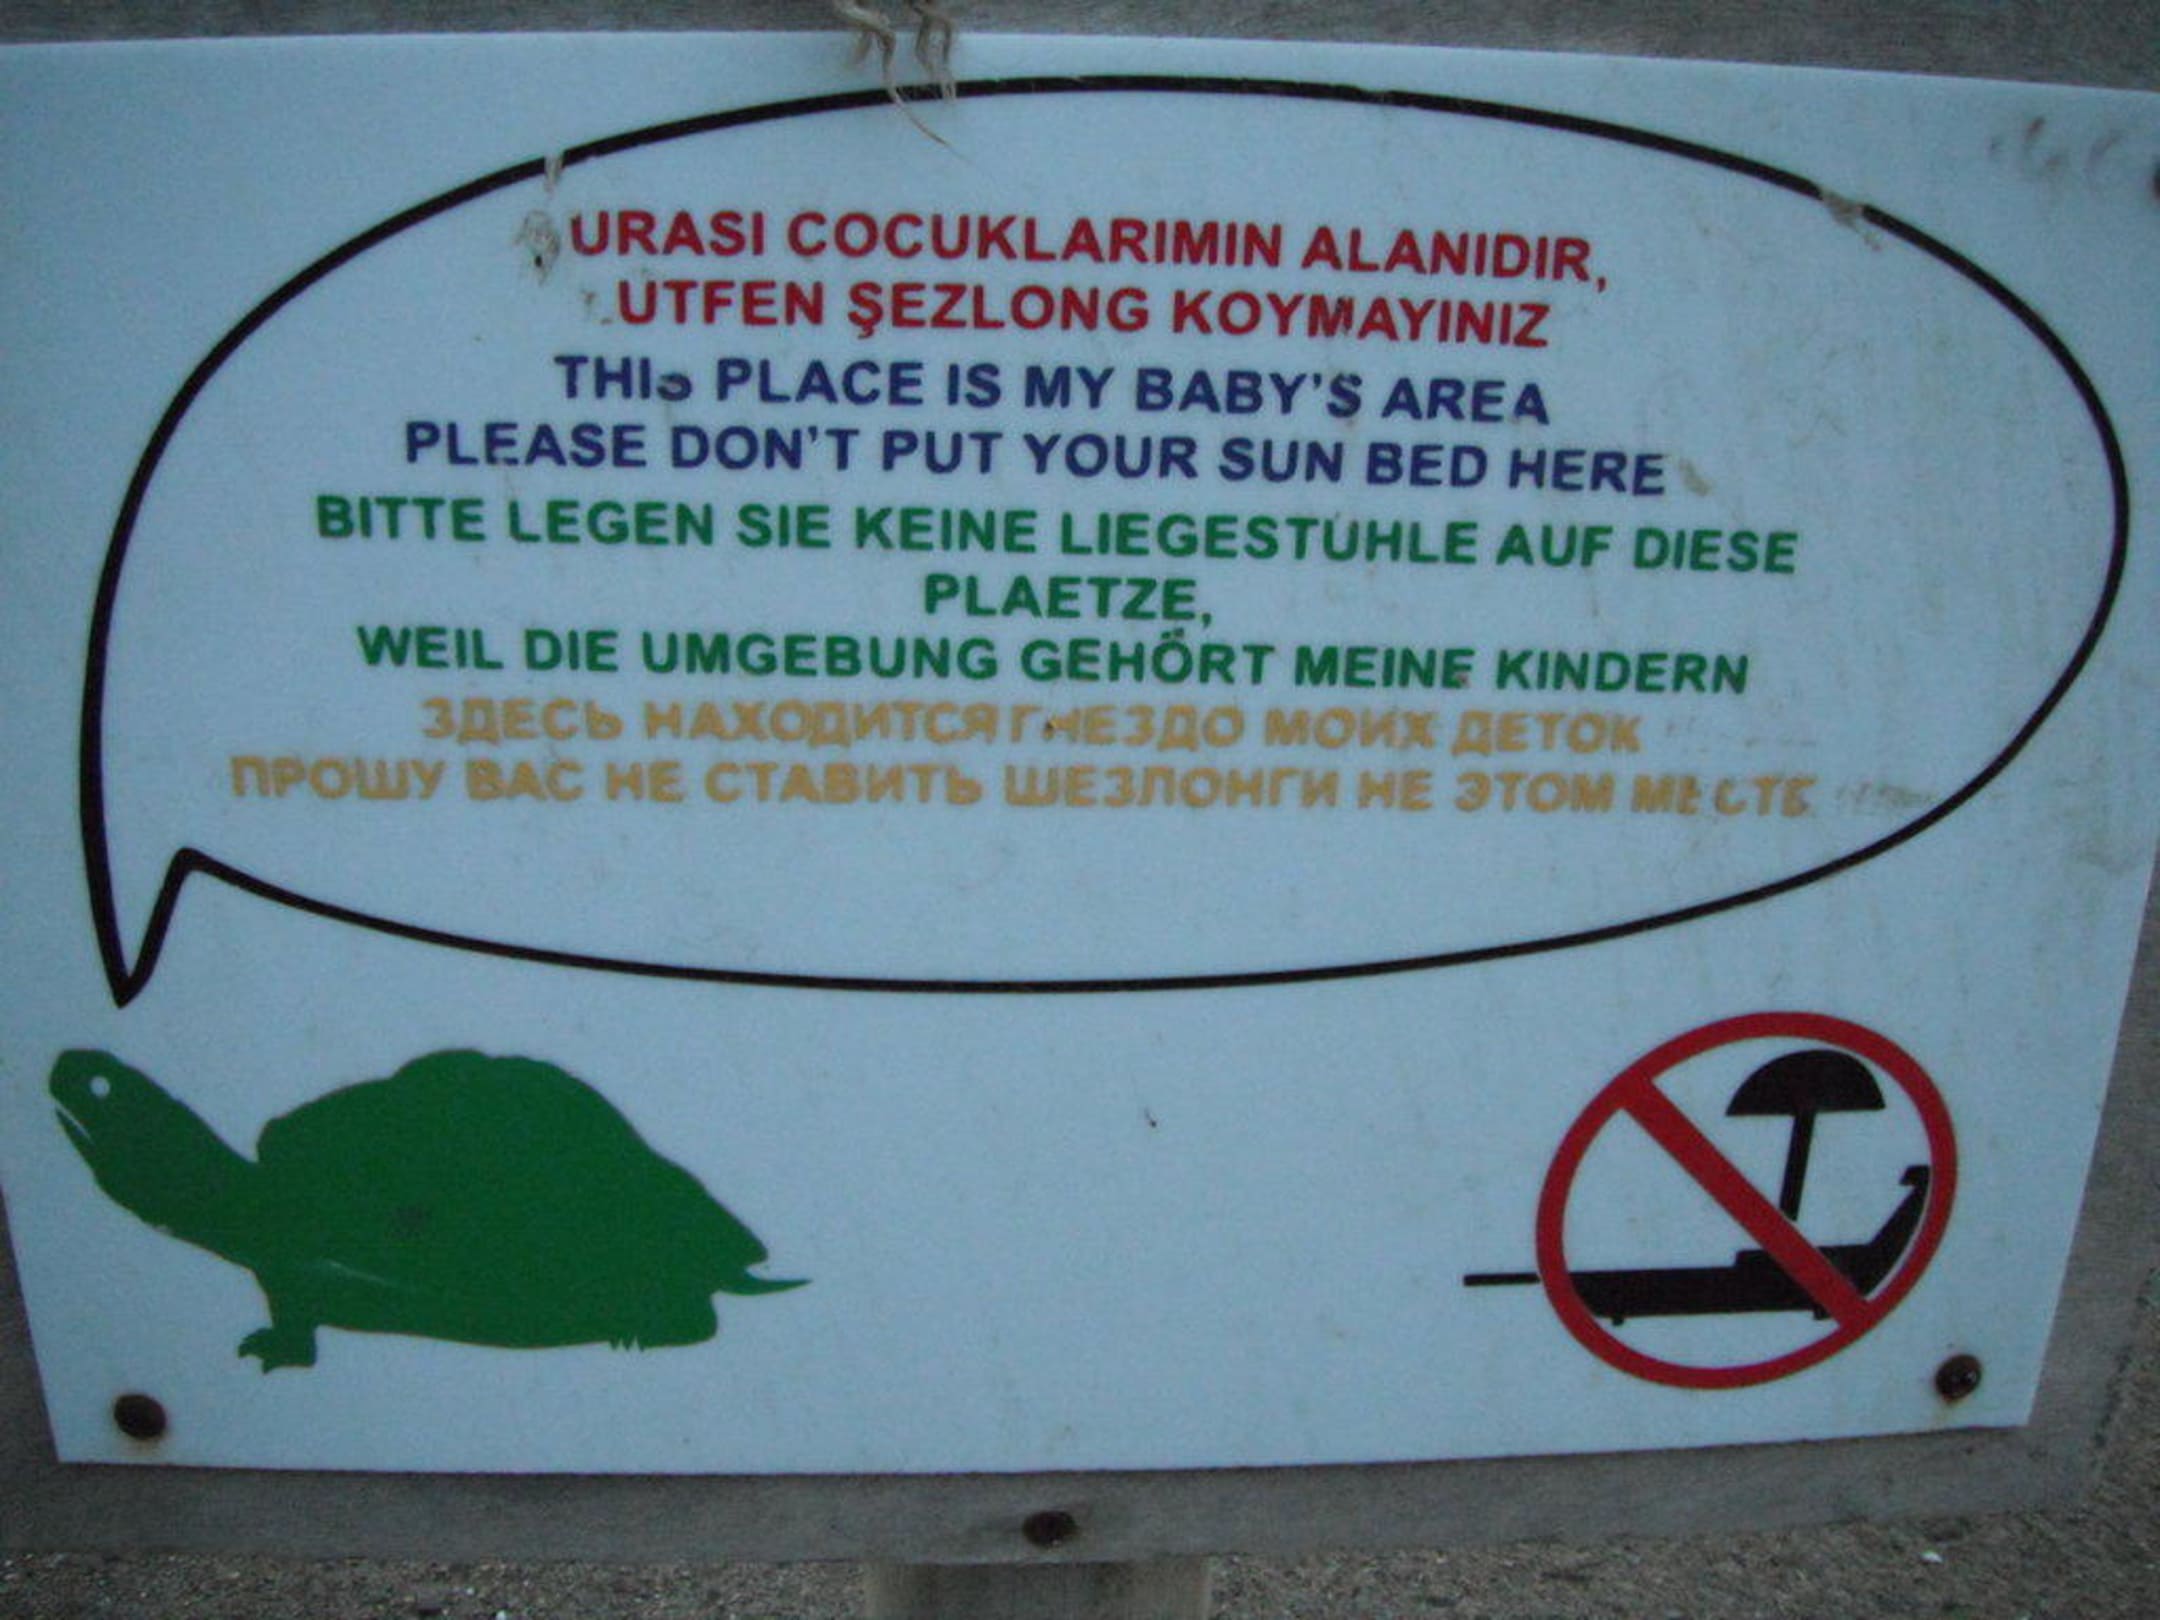 URASI COCUKLARIMIN ALANIDIR,
UTFEN ŞEZLONG KOYMAYINIZ
THIS PLACE IS MY BABY'S AREA
PLEASE DON'T PUT YOUR SUN BED HERE
BITTE LEGEN SIE KEINE LIEGESTUHLE AUF DIESE
PLAETZE,
WEIL DIE UMGEBUNG GEHÖRT MEINE KINDERN
ЗДЕСЬ НАХОДИТСЯ ГНЕЗДО МОИХ ДЕТОК
ПРОШУ ВАС НЕ СТАВИТЬ ШЕЗЛОНГИ НЕ ЭТОМ МЕСТЕ